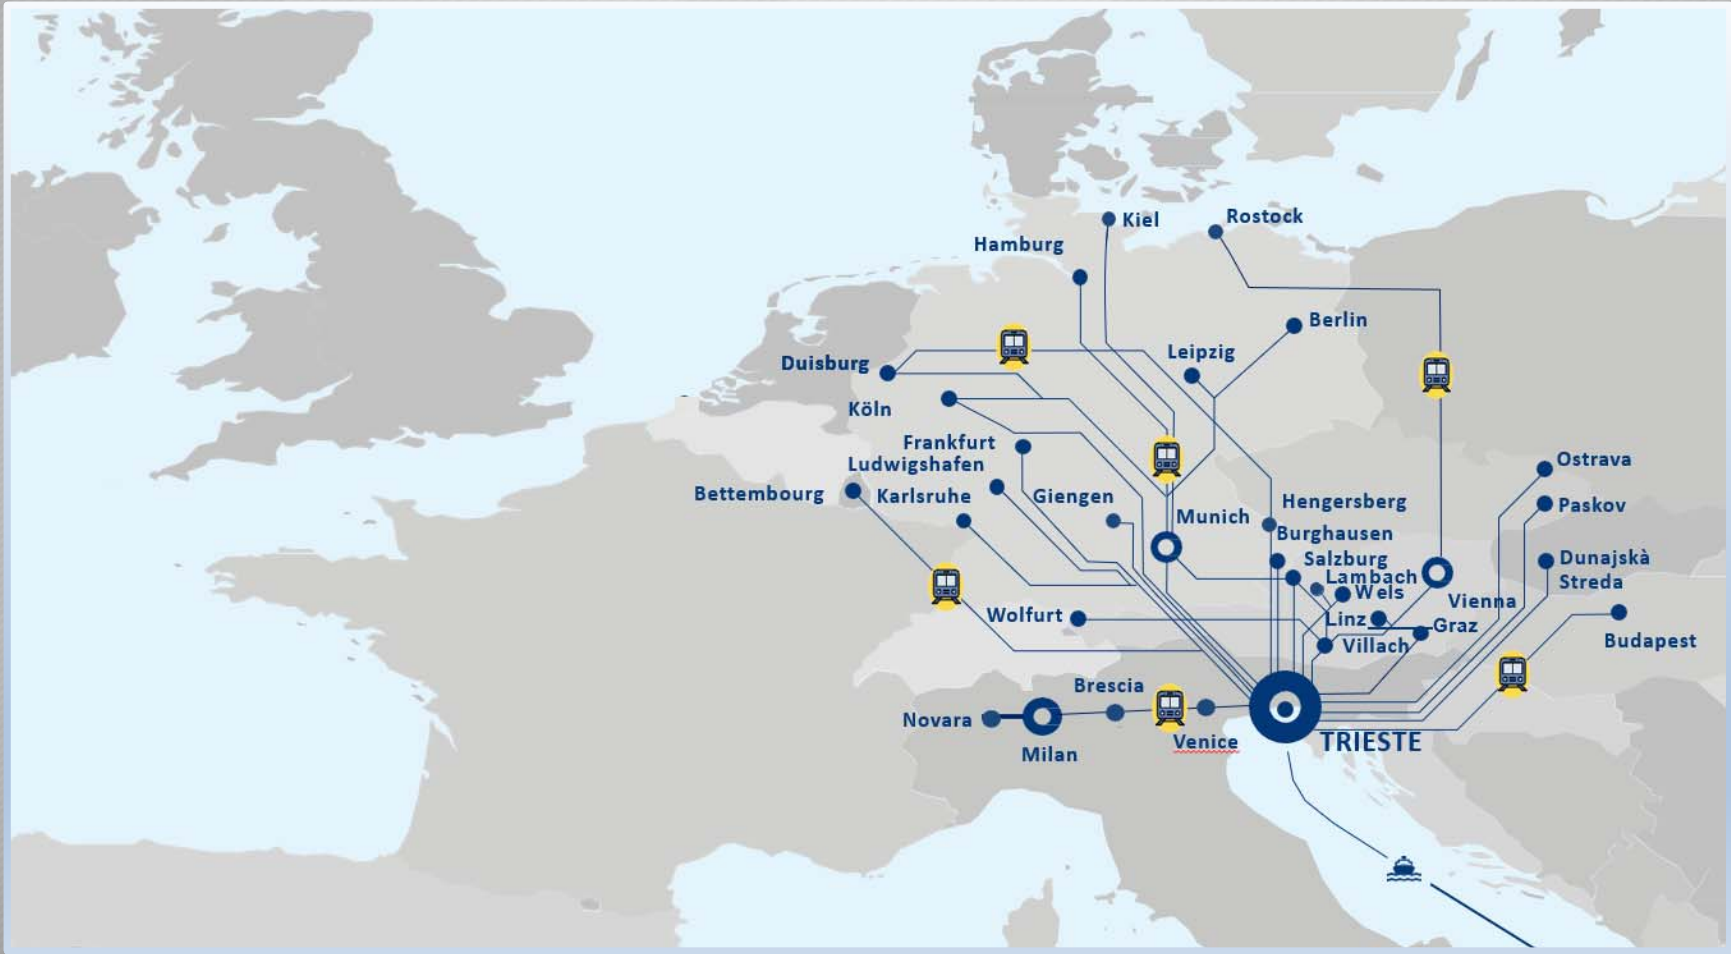 Kiel
Rostock
Hamburg
Berlin
Leipzig
Duisburg
Köln
Frankfurt
Ludwigshafen
Bettembourg
Karlsruhe
Giengen
Munich
Hengersberg
Burghausen
Salzburg
Lambach
Wels
Ostrava
Paskov
Dunajskà
Streda
Vienna
Wolfurt
Linz
Graz
Villach
Budapest
Brescia
Novara
Milan
Venice
TRIESTE